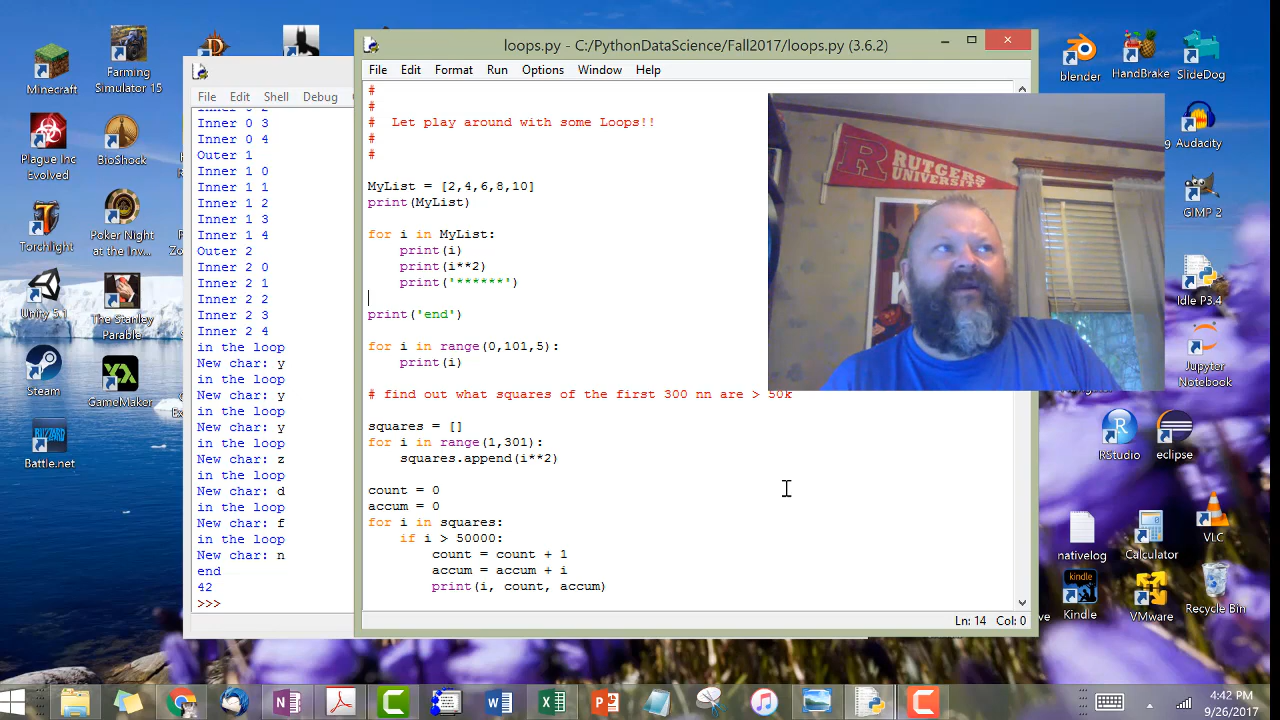 loops.py - C:/PythonDataScience/Fall2017/loops.py (3.6.2)
File Edit Format Run Options Window Help
#
#
# Let play around with some Loops!!
#
#
MyList = [2,4,6,8,10]
print(MyList)
for i in MyList:
print(i)
print(i**2)
print('******')
print('end')
for i in range(0,101,5):
print(i)
# find out what squares of the first 300 nn are > 50k
squares = []
for i in range(1,301):
squares.append(i**2)
count = 0
accum = 0
for i in squares:
if i > 50000:
count = count + 1
accum = accum + i
print(i, count, accum)
Ln: 14 Col: 0
File Edit Shell Debug
Inner 0 2
Inner 0 3
Inner 0 4
Outer 1
Inner 1 0
Inner 1 1
Inner 1 2
Inner 1 3
Inner 1 4
Outer 2
Inner 2 0
Inner 2 1
Inner 2 2
Inner 2 3
Inner 2 4
in the loop
New char: y
in the loop
New char: y
in the loop
New char: y
in the loop
New char: z
in the loop
New char: d
in the loop
New char: f
in the loop
New char: n
end
42
>>>
R RUTGERS
UNIVERSITY
Minecraft
Farming
Simulator 15
Plague Inc
Evolved
BioShock
Torchlight
Poker Night
at the Inv...
Unity 5.1
The Stanley
Parable
Steam
GameMaker
Battle.net
blender
HandBrake
SlideDog
9 Audacity
GIMP 2
Idle P3.4
Jupyter
Notebook
RStudio
eclipse
nativelog
Calculator
VLC
kindle
Kindle
VMware
Recycle Bin
4:42 PM
9/26/2017